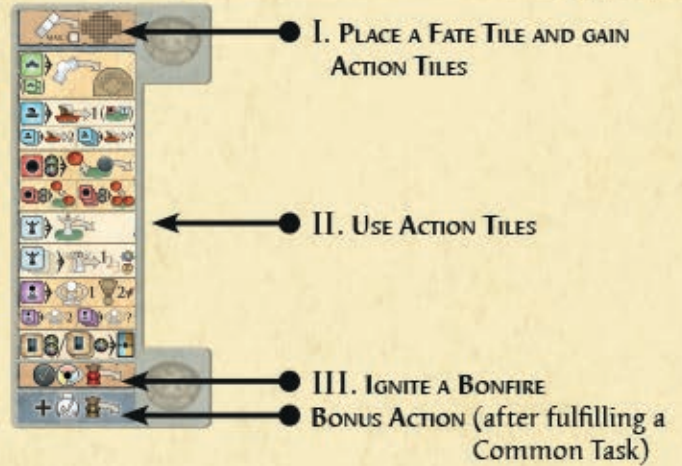 I. Place a Fate Tile and gain
Action Tiles
II. Use Action Tiles
III. Ignite a Bonfire
Bonus Action (after fulfilling a
Common Task)